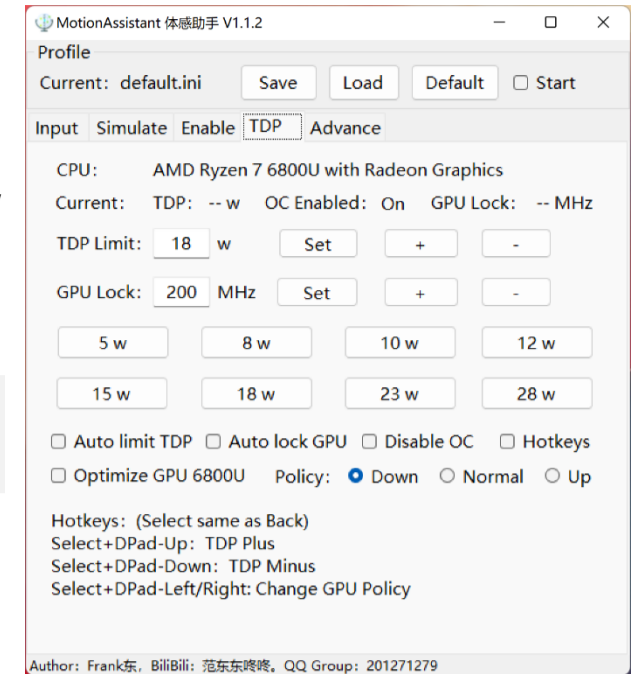 MotionAssistant 体感助手 V1.1.2
Profile
Current: default.ini Save Load Default Start
Input Simulate Enable TDP Advance
CPU: AMD Ryzen 7 6800U with Radeon Graphics
Current: TDP: -- w OC Enabled: On GPU Lock: -- MHz
TDP Limit: 18 w Set + -
GPU Lock: 200 MHz Set + -
5 w 8 w 10 w 12 w
15 w 18 w 23 w 28 w
Auto limit TDP Auto lock GPU Disable OC Hotkeys
Optimize GPU 6800U Policy: Down Normal Up
Hotkeys: (Select same as Back)
Select+DPad-Up: TDP Plus
Select+DPad-Down: TDP Minus
Select+DPad-Left/Right: Change GPU Policy
Author: Frank东, BiliBili: 范东东咚咚。QQ Group: 201271279